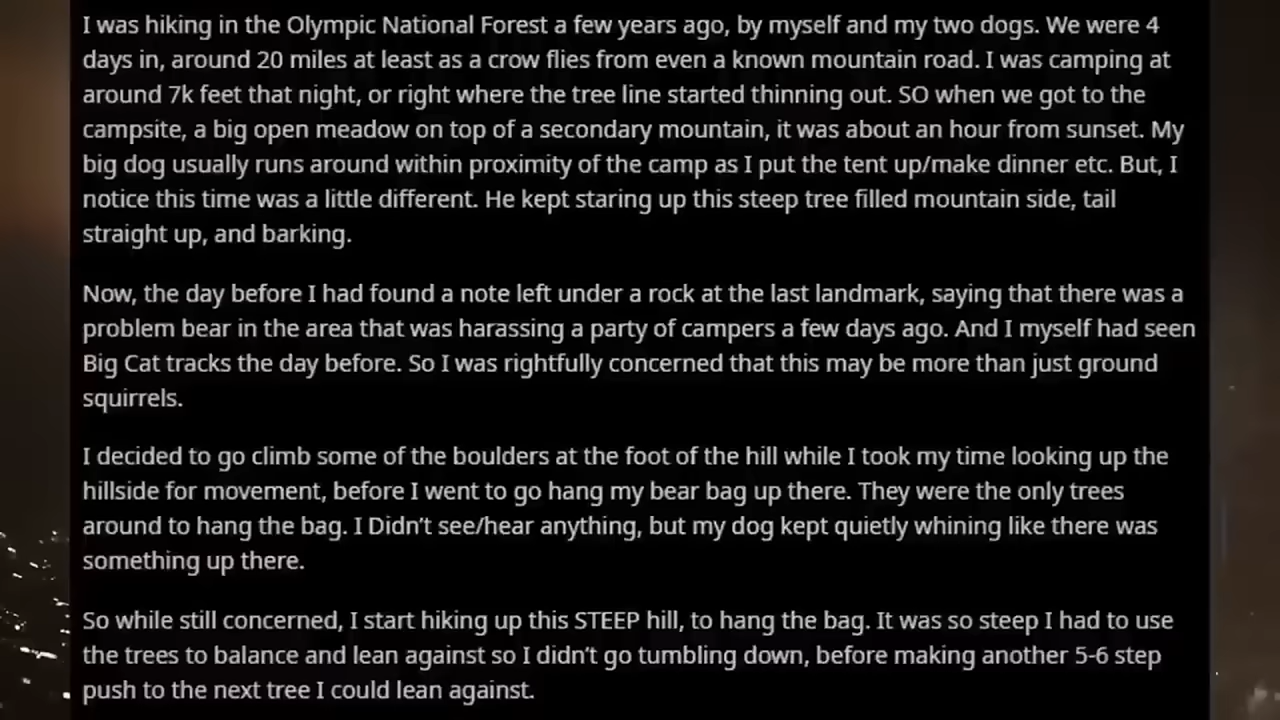 I was hiking in the Olympic National Forest a few years ago, by myself and my two dogs. We were 4
days in, around 20 miles at least as a crow flies from even a known mountain road. I was camping at
around 7k feet that night, or right where the tree line started thinning out. SO when we got to the
campsite, a big open meadow on top of a secondary mountain, it was about an hour from sunset. My
big dog usually runs around within proximity of the camp as I put the tent up/make dinner etc. But, I
notice this time was a little different. He kept staring up this steep tree filled mountain side, tail
straight up, and barking.
Now, the day before I had found a note left under a rock at the last landmark, saying that there was a
problem bear in the area that was harassing a party of campers a few days ago. And I myself had seen
Big Cat tracks the day before. So I was rightfully concerned that this may be more than just ground
squirrels.
I decided to go climb some of the boulders at the foot of the hill while I took my time looking up the
hillside for movement, before I went to go hang my bear bag up there. They were the only trees
around to hang the bag. I Didn't see/hear anything, but my dog kept quietly whining like there was
something up there.
So while still concerned, I start hiking up this STEEP hill, to hang the bag. It was so steep I had to use
the trees to balance and lean against so I didn't go tumbling down, before making another 5-6 step
push to the next tree I could lean against.